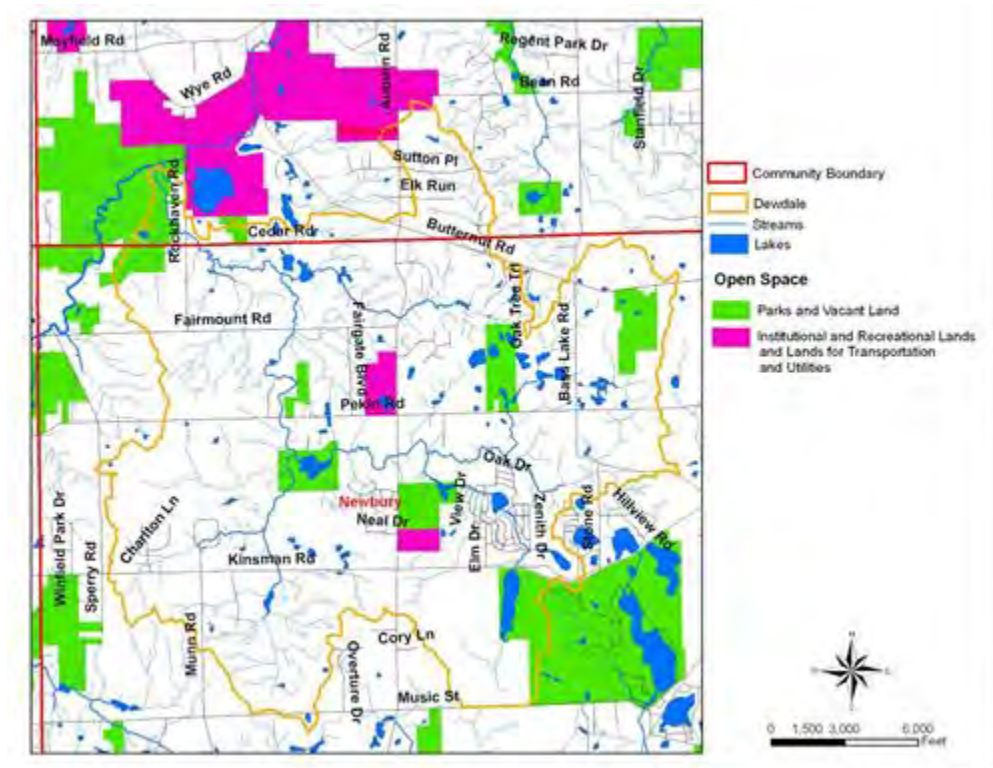 Mayfield Rd
Wye Rd
Auburn Rd
Regent Park Dr
Bean Rd
Stanfield Dr
Sutton Pl
Elk Run
Rockhaven Rd
Ceder Rd
Butternut Rd
Fairmount Rd
Fairgate Blvd
Oak Tree Trl
Bass Lake Rd
Pekin Rd
Oak Dr
Newbury
Neal Dr
View Dr
Elm Dr
Zenith Dr
Stone Rd
Hillview Rd
Charlton Ln
Winfield Park Dr
Sperry Rd
Kinsman Rd
Munn Rd
Cory Ln
Overture Dr
Music St
Community Boundary
Dewdale
Streams
Lakes
Open Space
Parks and Vacant Land
Institutional and Recreational Lands
and Lands for Transportation
and Utilities
0 1,500 3,000 6,000
Feet